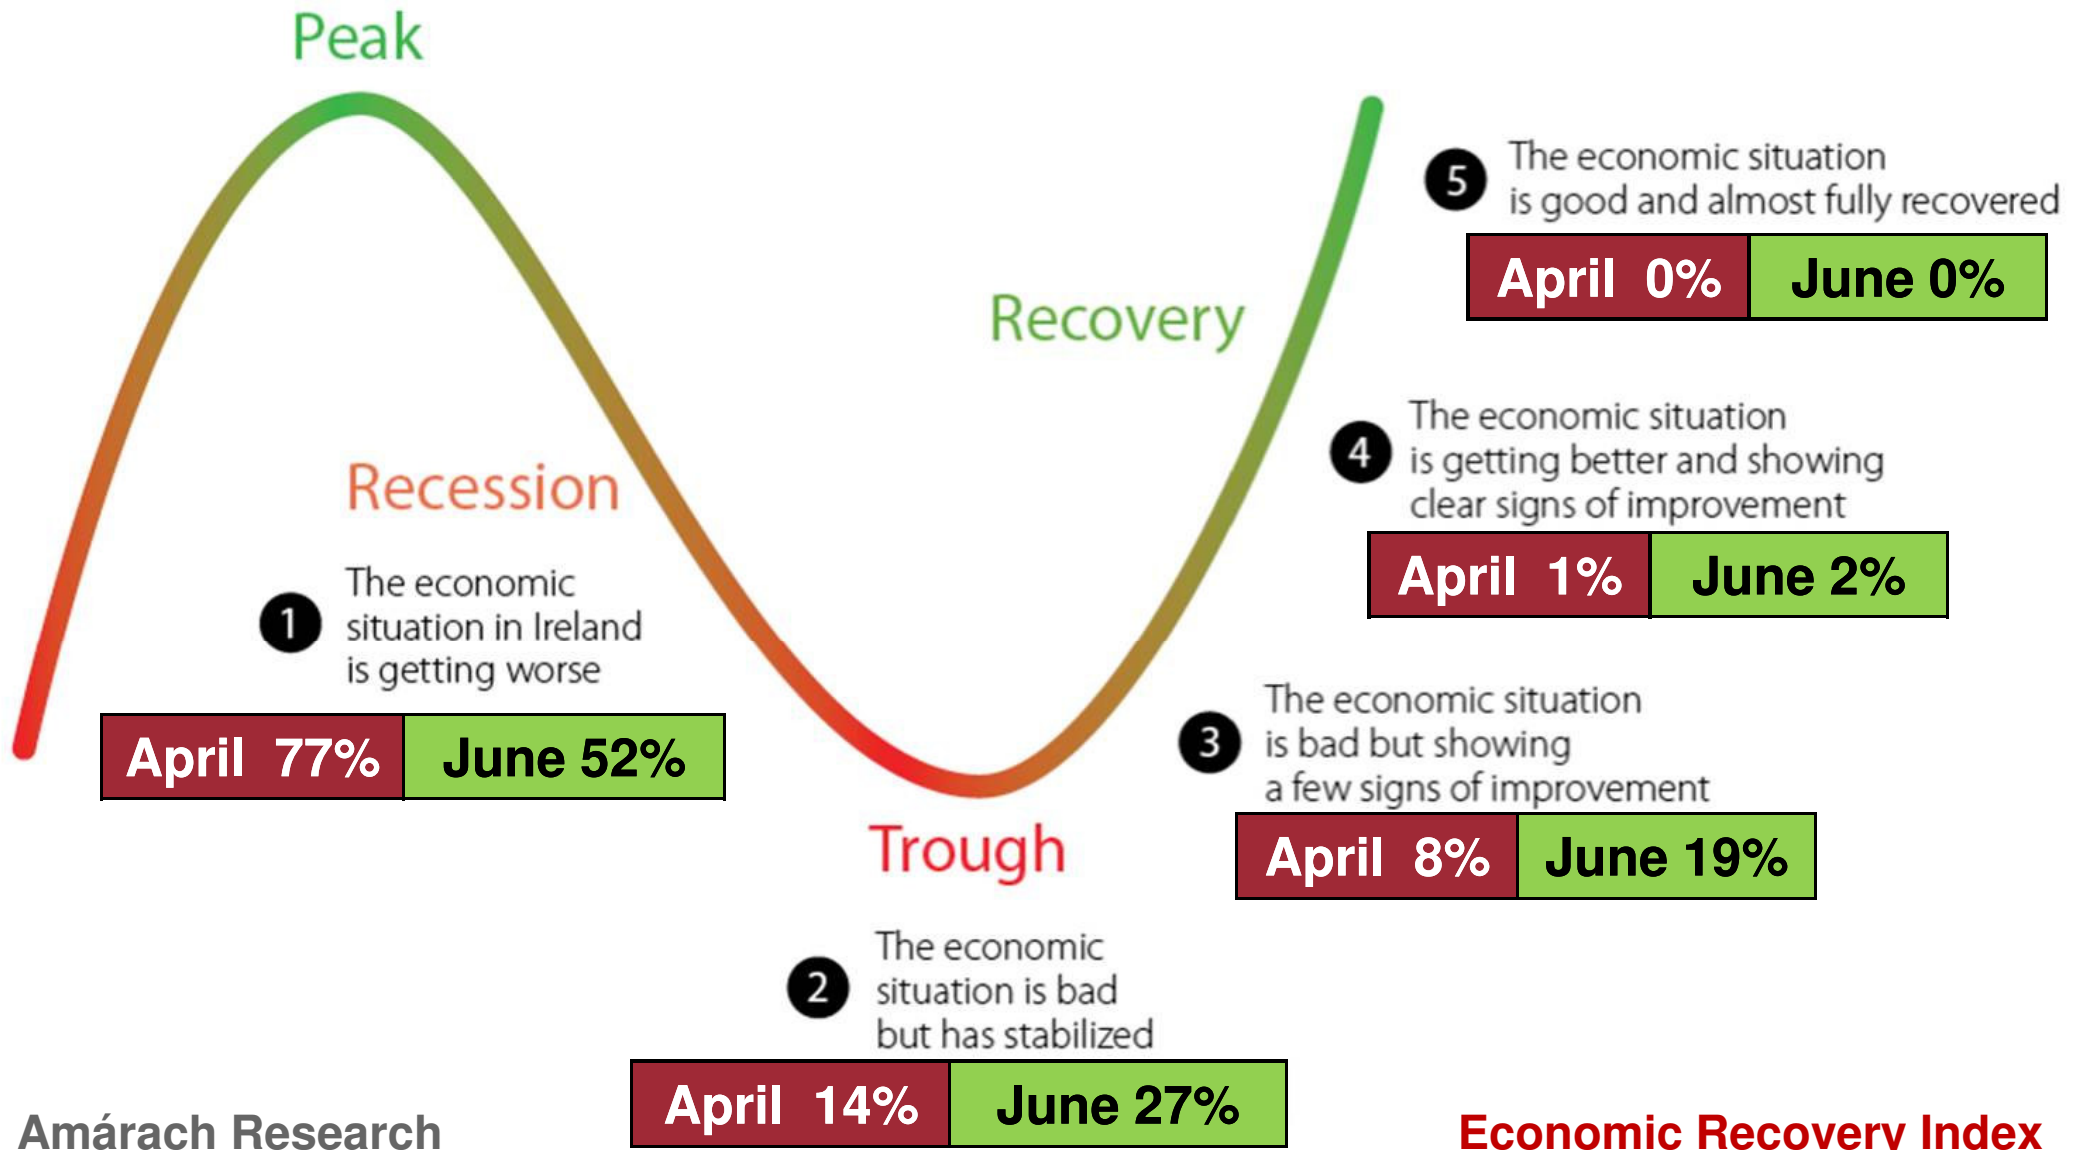 Peak
5
The economic situation
is good and almost fully recovered
April 0% June 0%
Recovery
4
The economic situation
is getting better and showing
clear signs of improvement
April 1% June 2%
Recession
1
The economic
situation in Ireland
is getting worse
April 77% June 52%
3
The economic situation
is bad but showing
a few signs of improvement
April 8% June 19%
Trough
2
The economic
situation is bad
but has stabilized
April 14% June 27%
Amárach Research
Economic Recovery Index